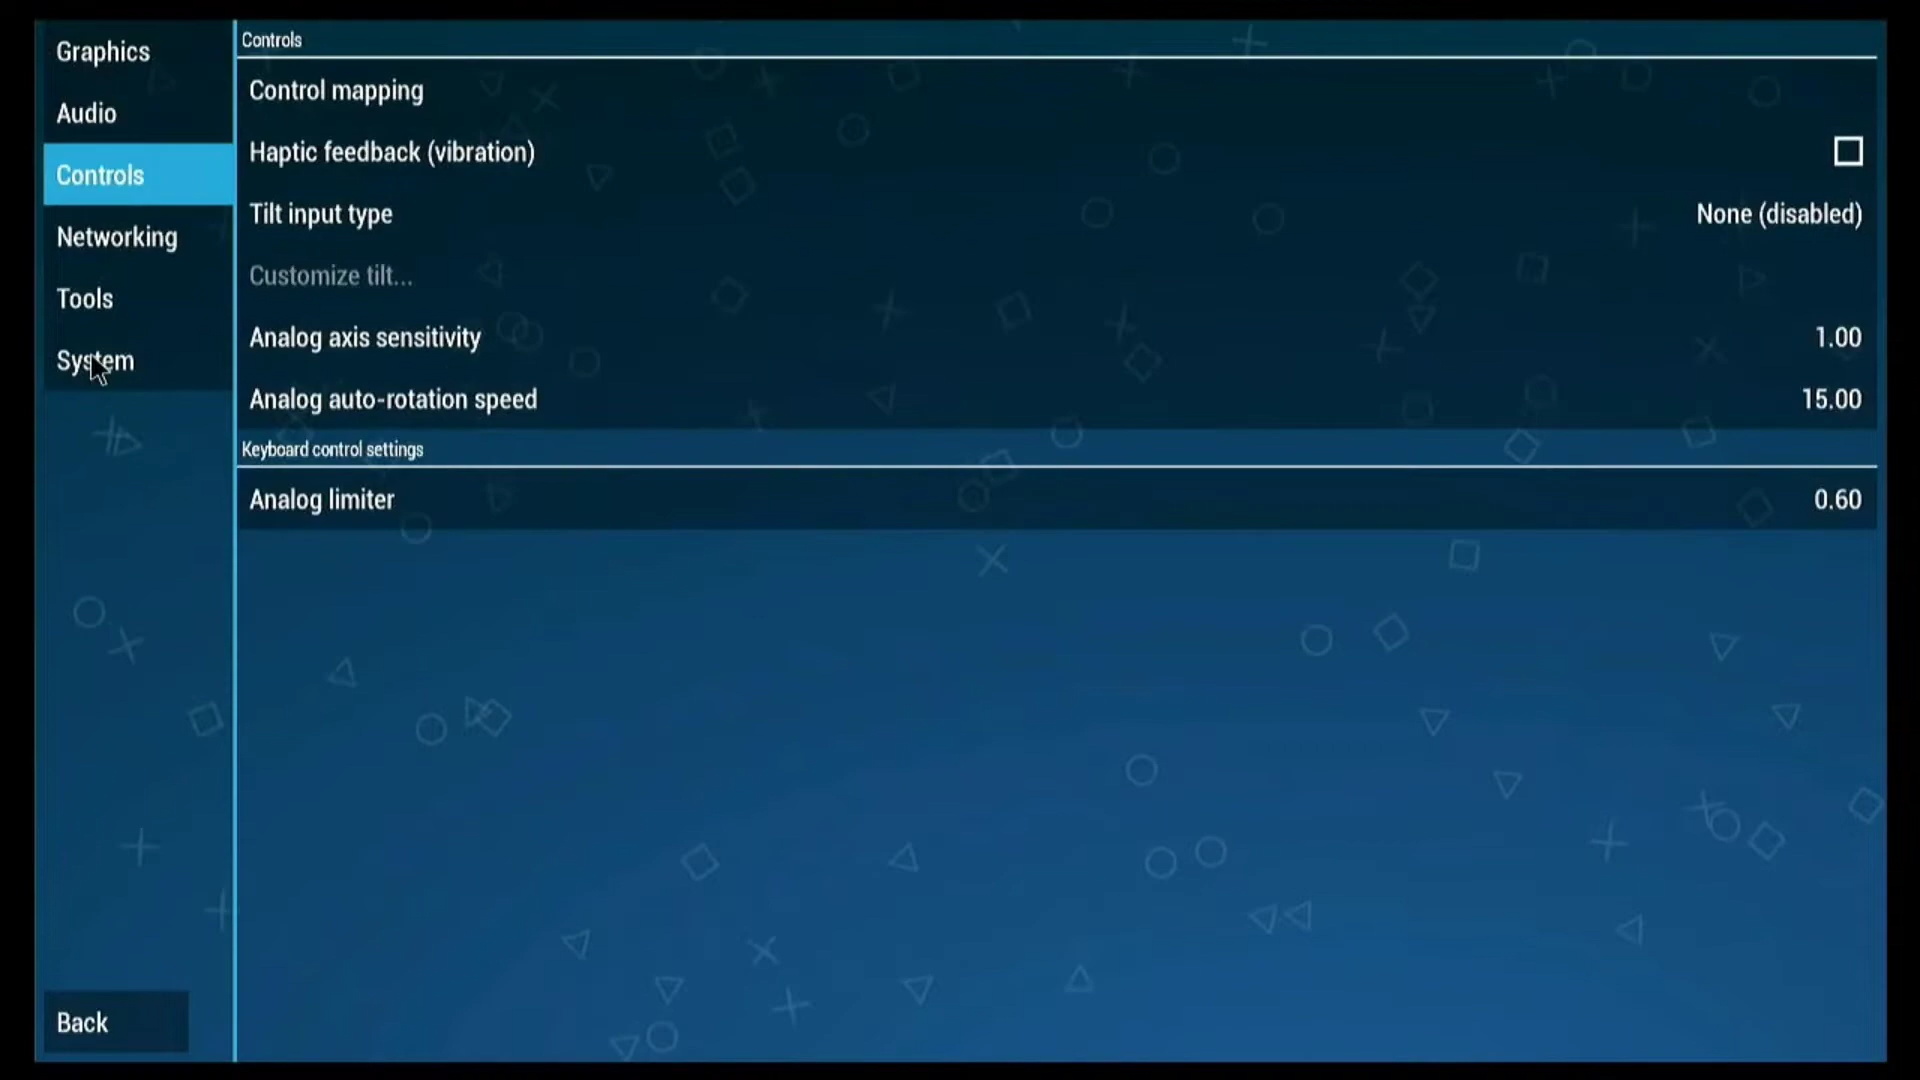 Graphics
Audio
Controls
Networking
Tools
System
Back
Controls
Control mapping
Haptic feedback (vibration)
Tilt input type None (disabled)
Customize tilt...
Analog axis sensitivity 1.00
Analog auto-rotation speed 15.00
Keyboard control settings
Analog limiter 0.60